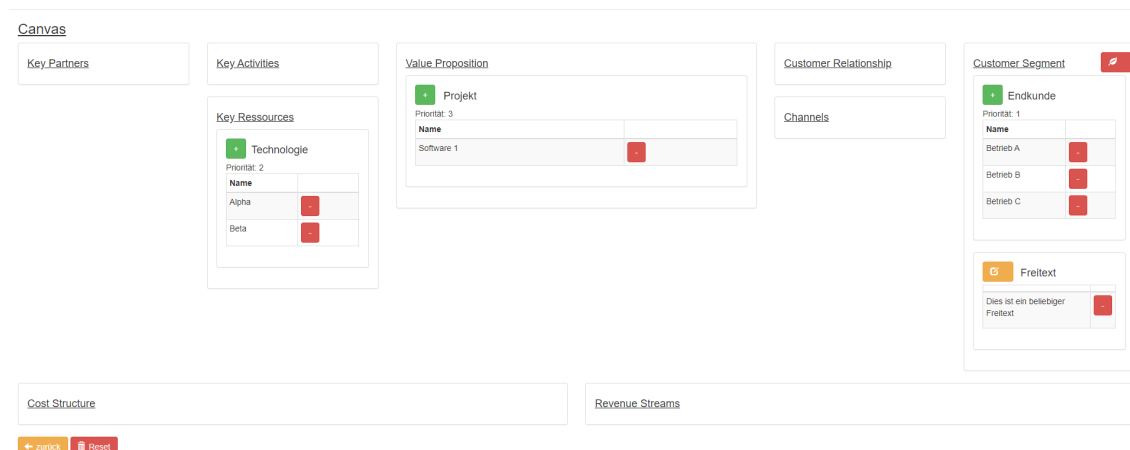 Canvas
Key Partners
Key Activities
Key Ressources
+ Technologie
Priorität: 2
Name
Alpha -
Beta -
Value Proposition
+ Projekt
Priorität: 3
Name
Software 1 -
Customer Relationship
Channels
Customer Segment
+ Endkunde
Priorität: 1
Name
Betrieb A -
Betrieb B -
Betrieb C -
Freitext
Dies ist ein beliebiger
Freitext -
Cost Structure
Revenue Streams
zurück Reset